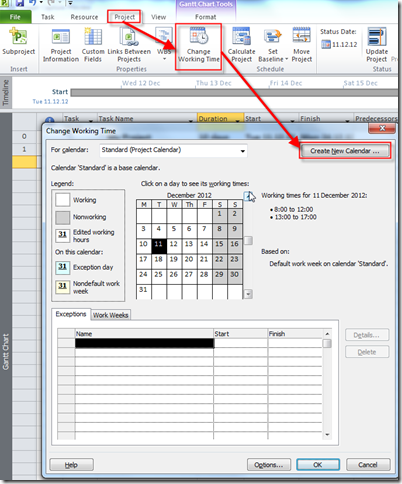 Gantt Chart Tools
File Task Resource Project View Format
Subproject
Project Information
Custom Fields
Links Between Projects
WBS
Change Working Time
Calculate Project
Set Baseline
Move Project
Status Date:
11.12.12
Update Project
Schedule
Status
Wed 12 Dec Thu 13 Dec Fri 14 Dec
Start
Tue 11.12.12
Timeline
Task Name Duration Start Finish Predecessors
0
1
Change Working Time
For calendar: Standard (Project Calendar)
Create New Calendar ...
Calendar 'Standard' is a base calendar.
Legend:
Working
Nonworking
31 Edited working hours
On this calendar:
31 Exception day
31 Nondefault work week
Click on a day to see its working times:
December 2012
M T W T F S S
1 2
3 4 5 6 7 8 9
10 11 12 13 14 15 16
17 18 19 20 21 22 23
24 25 26 27 28 29 30
31
Working times for 11 December 2012:
• 8:00 to 12:00
• 13:00 to 17:00
Based on:
Default work week on calendar 'Standard'.
Exceptions Work Weeks
Name Start Finish
Details...
Delete
Help
Options...
OK
Cancel
Gantt Chart